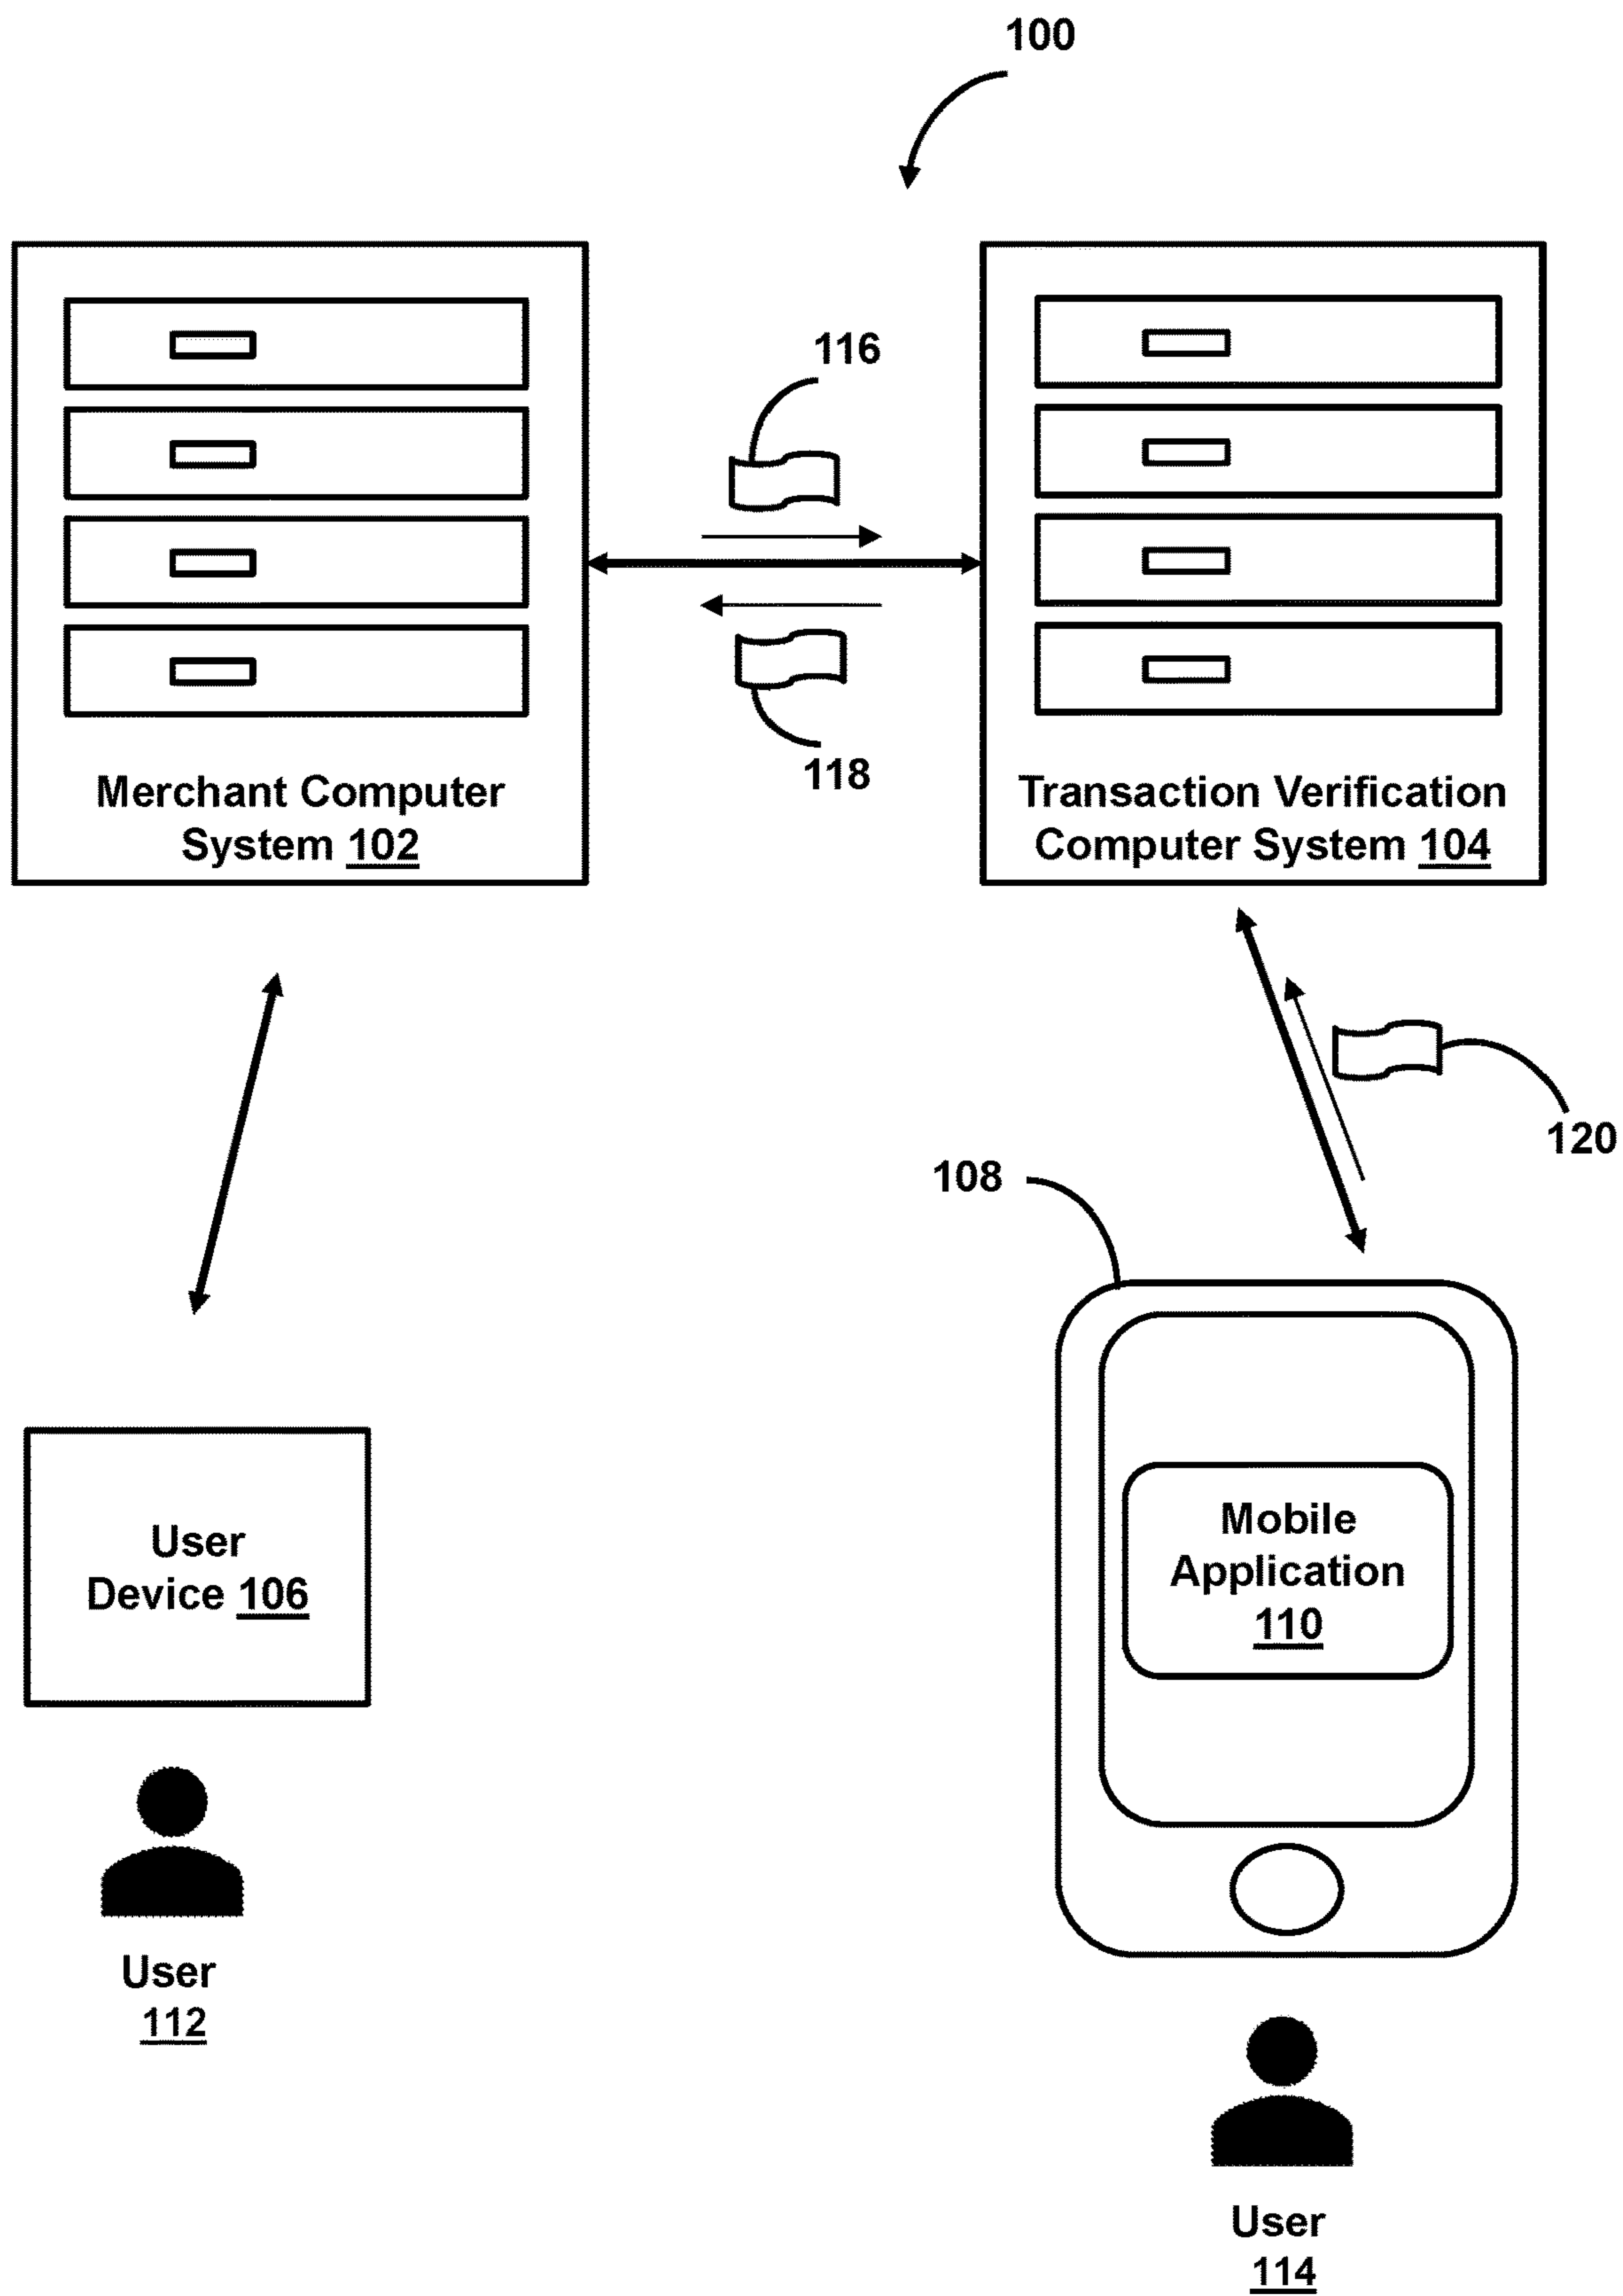 100
116
118
Merchant Computer
System 102
Transaction Verification
Computer System 104
120
108
User
Device 106
Mobile
Application
110
User
112
User
114